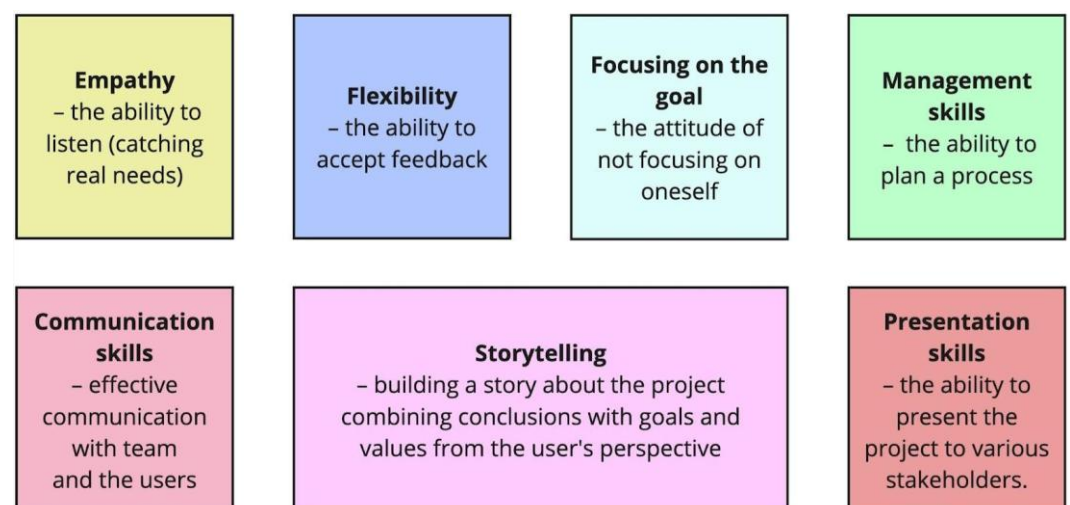 Empathy
– the ability to
listen (catching
real needs)
Flexibility
– the ability to
accept feedback
Focusing on the
goal
– the attitude of
not focusing on
oneself
Management
skills
– the ability to
plan a process
Communication
skills
– effective
communication
with team
and the users
Storytelling
– building a story about the project
combining conclusions with goals and
values from the user's perspective
Presentation
skills
– the ability to
present the
project to various
stakeholders.